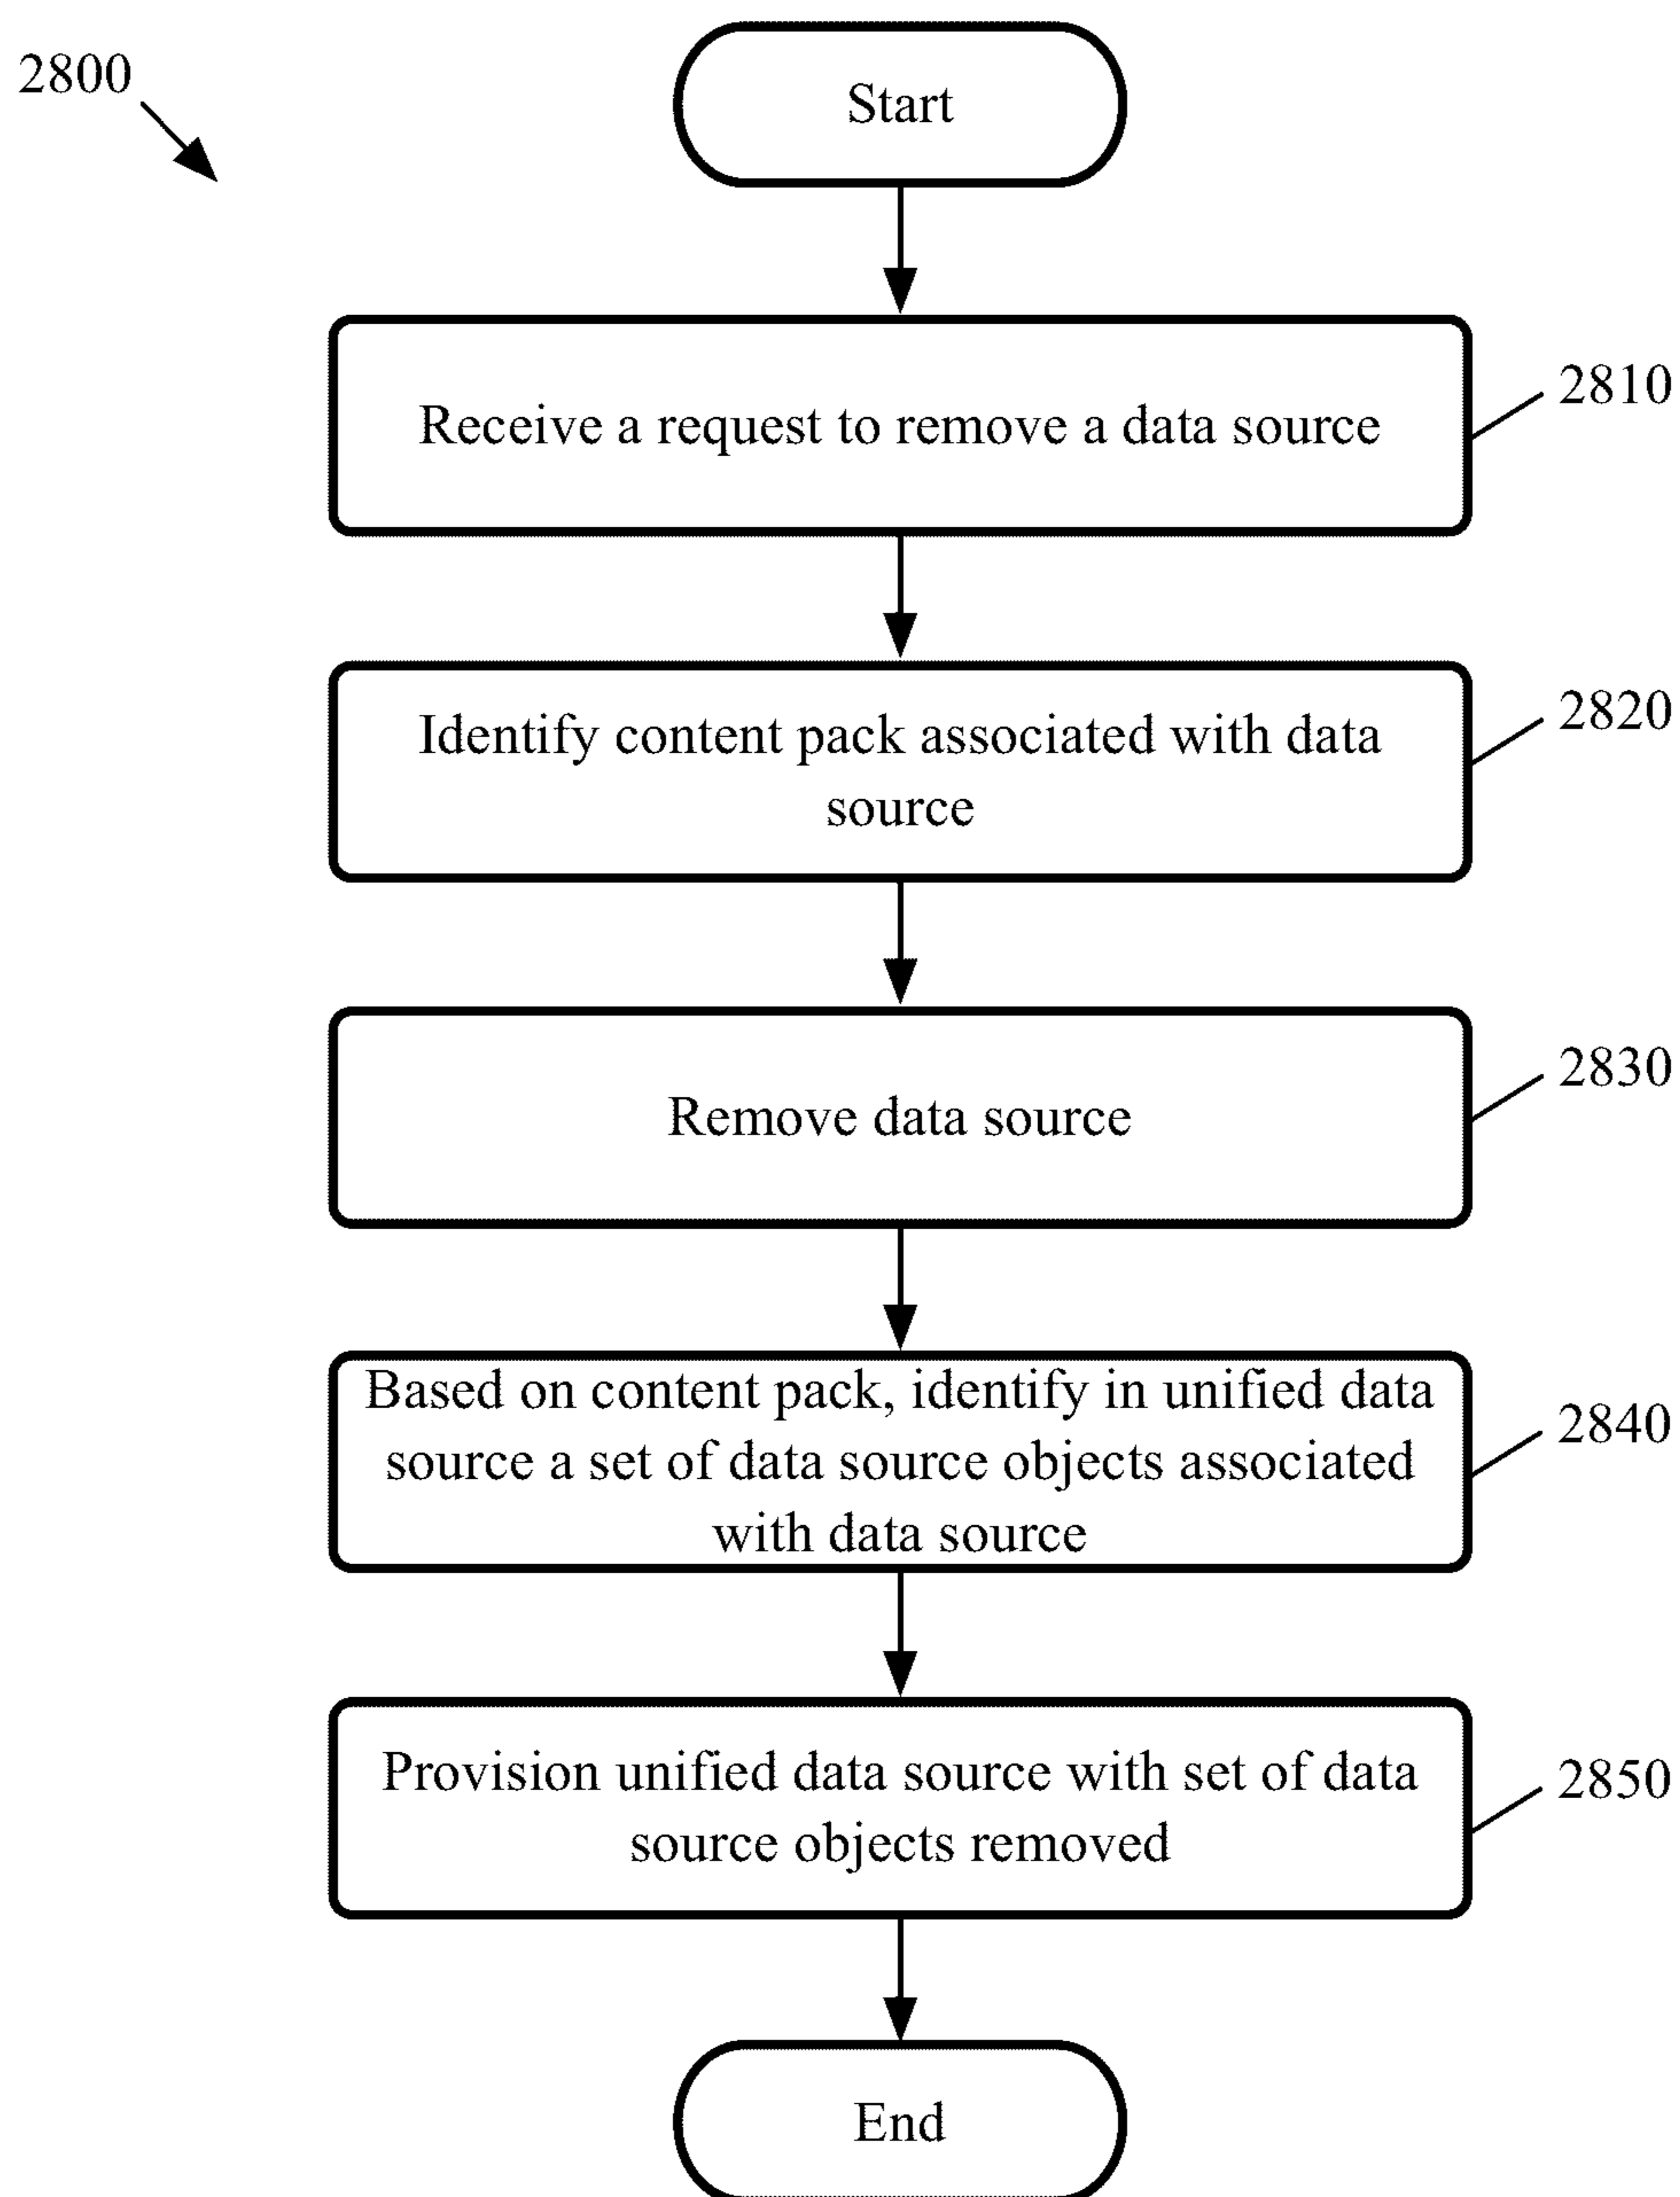 2800
Start
Receive a request to remove a data source
2810
Identify content pack associated with data
source
2820
Remove data source
2830
Based on content pack, identify in unified data
source a set of data source objects associated
with data source
2840
Provision unified data source with set of data
source objects removed
2850
End